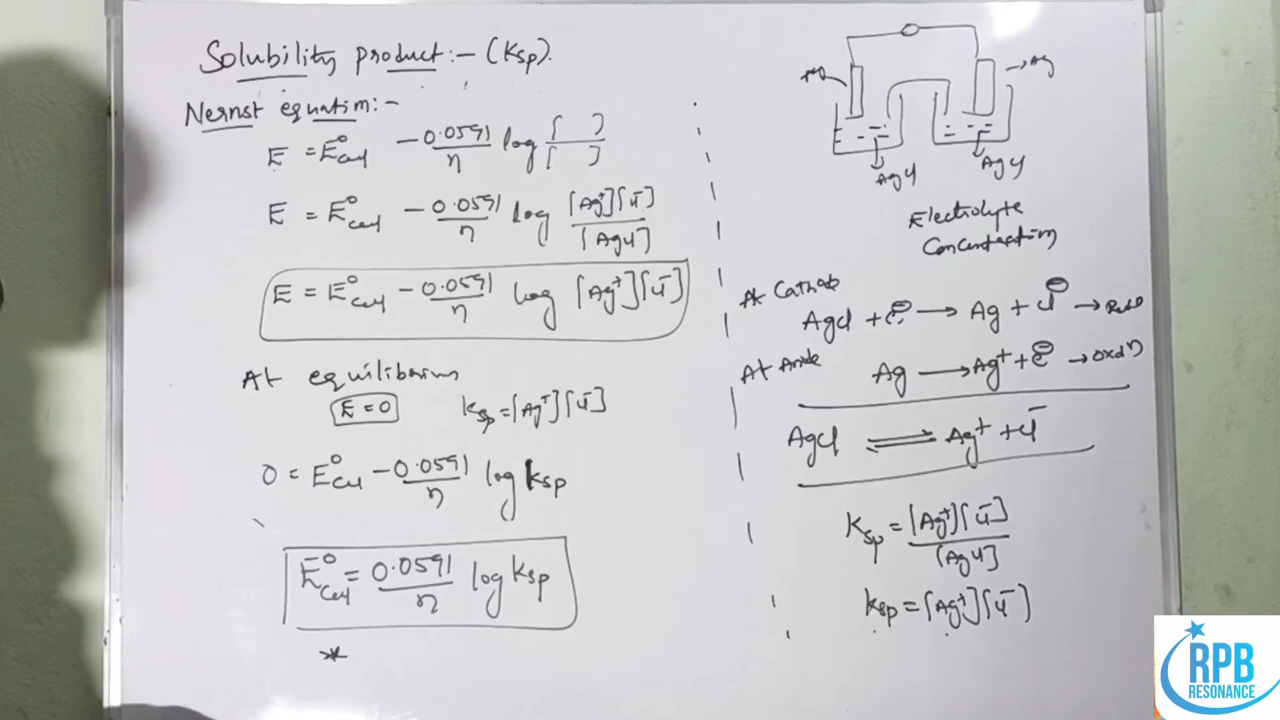 Solubility product:- (Ksp).
Nernst equation:-
E = E°cell - 0.0591/n log [ ]/[ ]
E = E°cell - 0.0591/n log [Ag+][Cl-]/[AgCl]
E = E°cell - 0.0591/n log [Ag+][Cl-]
At equilibrium
E = 0 Ksp = [Ag+][Cl-]
0 = E°cell - 0.0591/n log Ksp
E°cell = 0.0591/n log Ksp
*
→Ag
AgCl AgCl
Electrolyte
Concentration
At Cathode
AgCl + e⊖ → Ag + Cl⊖
At Anode
Ag → Ag+ + e⊖ → oxdn
AgCl ⇌ Ag+ + Cl-
Ksp = [Ag+][Cl-]/[AgCl]
Ksp = [Ag+][Cl-]
RPB
RESONANCE